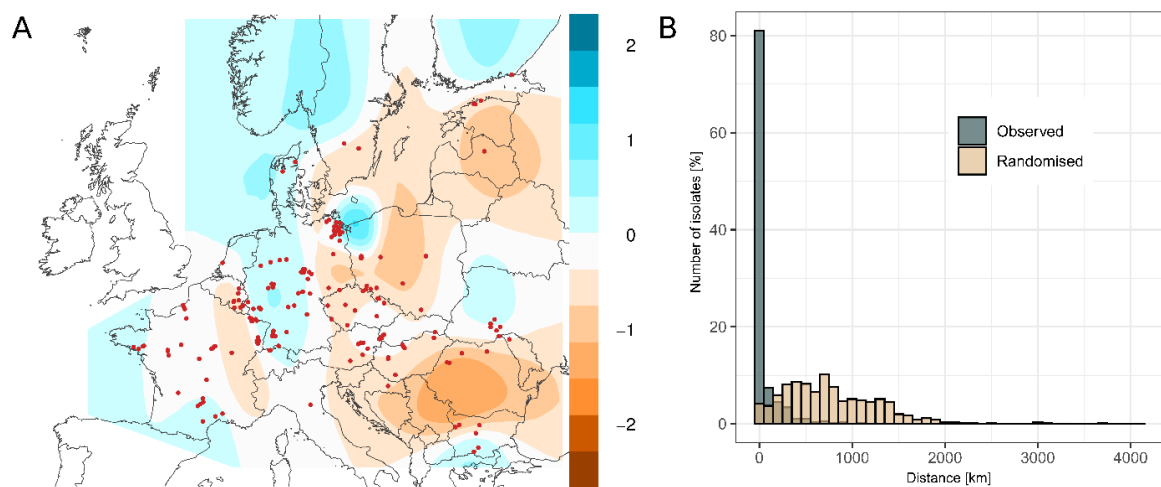 A
2
1
0
−1
−2
B
80
60
40
20
0
Number of isolates [%]
Observed
Randomised
0 1000 2000 3000 4000
Distance [km]